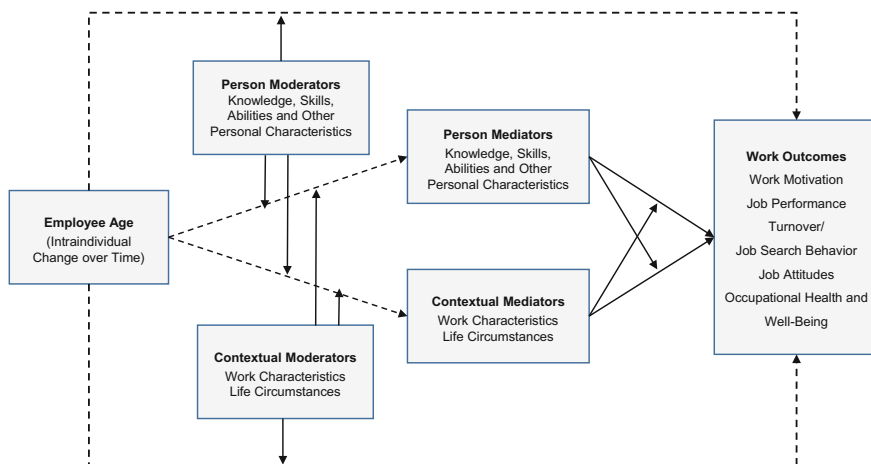 Person Moderators
Knowledge, Skills,
Abilities and Other
Personal Characteristics
Person Mediators
Knowledge, Skills,
Abilities and Other
Personal Characteristics
Work Outcomes
Work Motivation
Job Performance
Turnover/
Job Search Behavior
Job Attitudes
Occupational Health and
Well-Being
Employee Age
(Intraindividual
Change over Time)
Contextual Mediators
Work Characteristics
Life Circumstances
Contextual Moderators
Work Characteristics
Life Circumstances